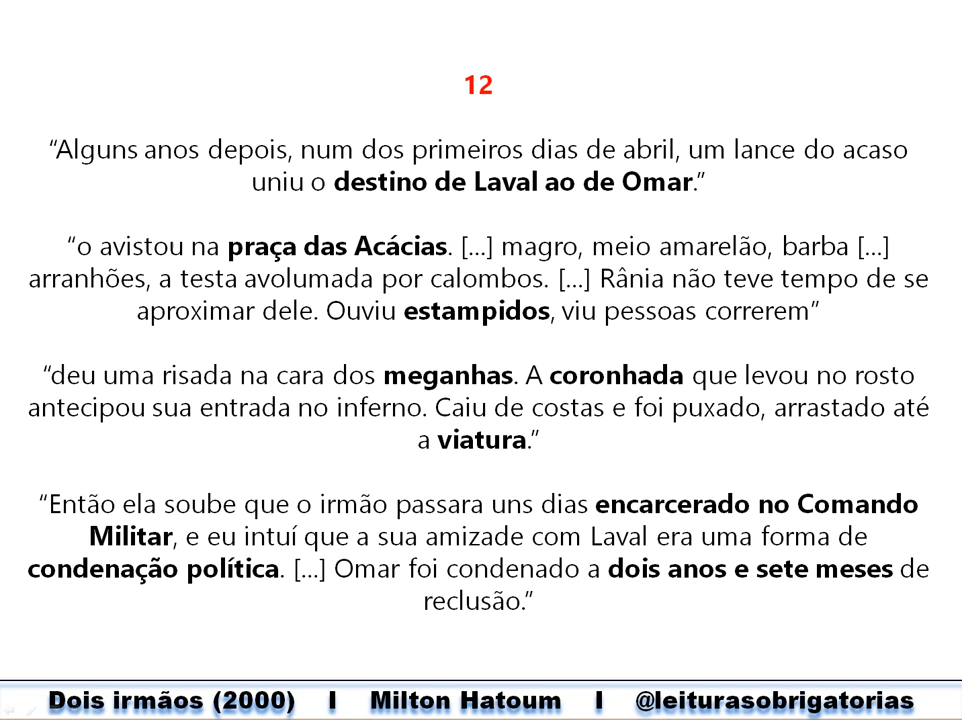 12
“Alguns anos depois, num dos primeiros dias de abril, um lance do acaso
uniu o destino de Laval ao de Omar.”
“o avistou na praça das Acácias. [...] magro, meio amarelão, barba [...]
arranhões, a testa avolumada por calombos. [...] Rânia não teve tempo de se
aproximar dele. Ouviu estampidos, viu pessoas correrem”
“deu uma risada na cara dos meganhas. A coronhada que levou no rosto
antecipou sua entrada no inferno. Caiu de costas e foi puxado, arrastado até
a viatura.”
“Então ela soube que o irmão passara uns dias encarcerado no Comando
Militar, e eu intuí que a sua amizade com Laval era uma forma de
condenação política. [...] Omar foi condenado a dois anos e sete meses de
reclusão.”
Dois irmãos (2000) I Milton Hatoum I @leiturasobrigatorias